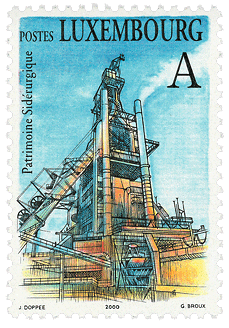 POSTES LUXEMBOURG
A
Patrimoine Sidérurgique
J. DOPPEE 2000 G. BROUX